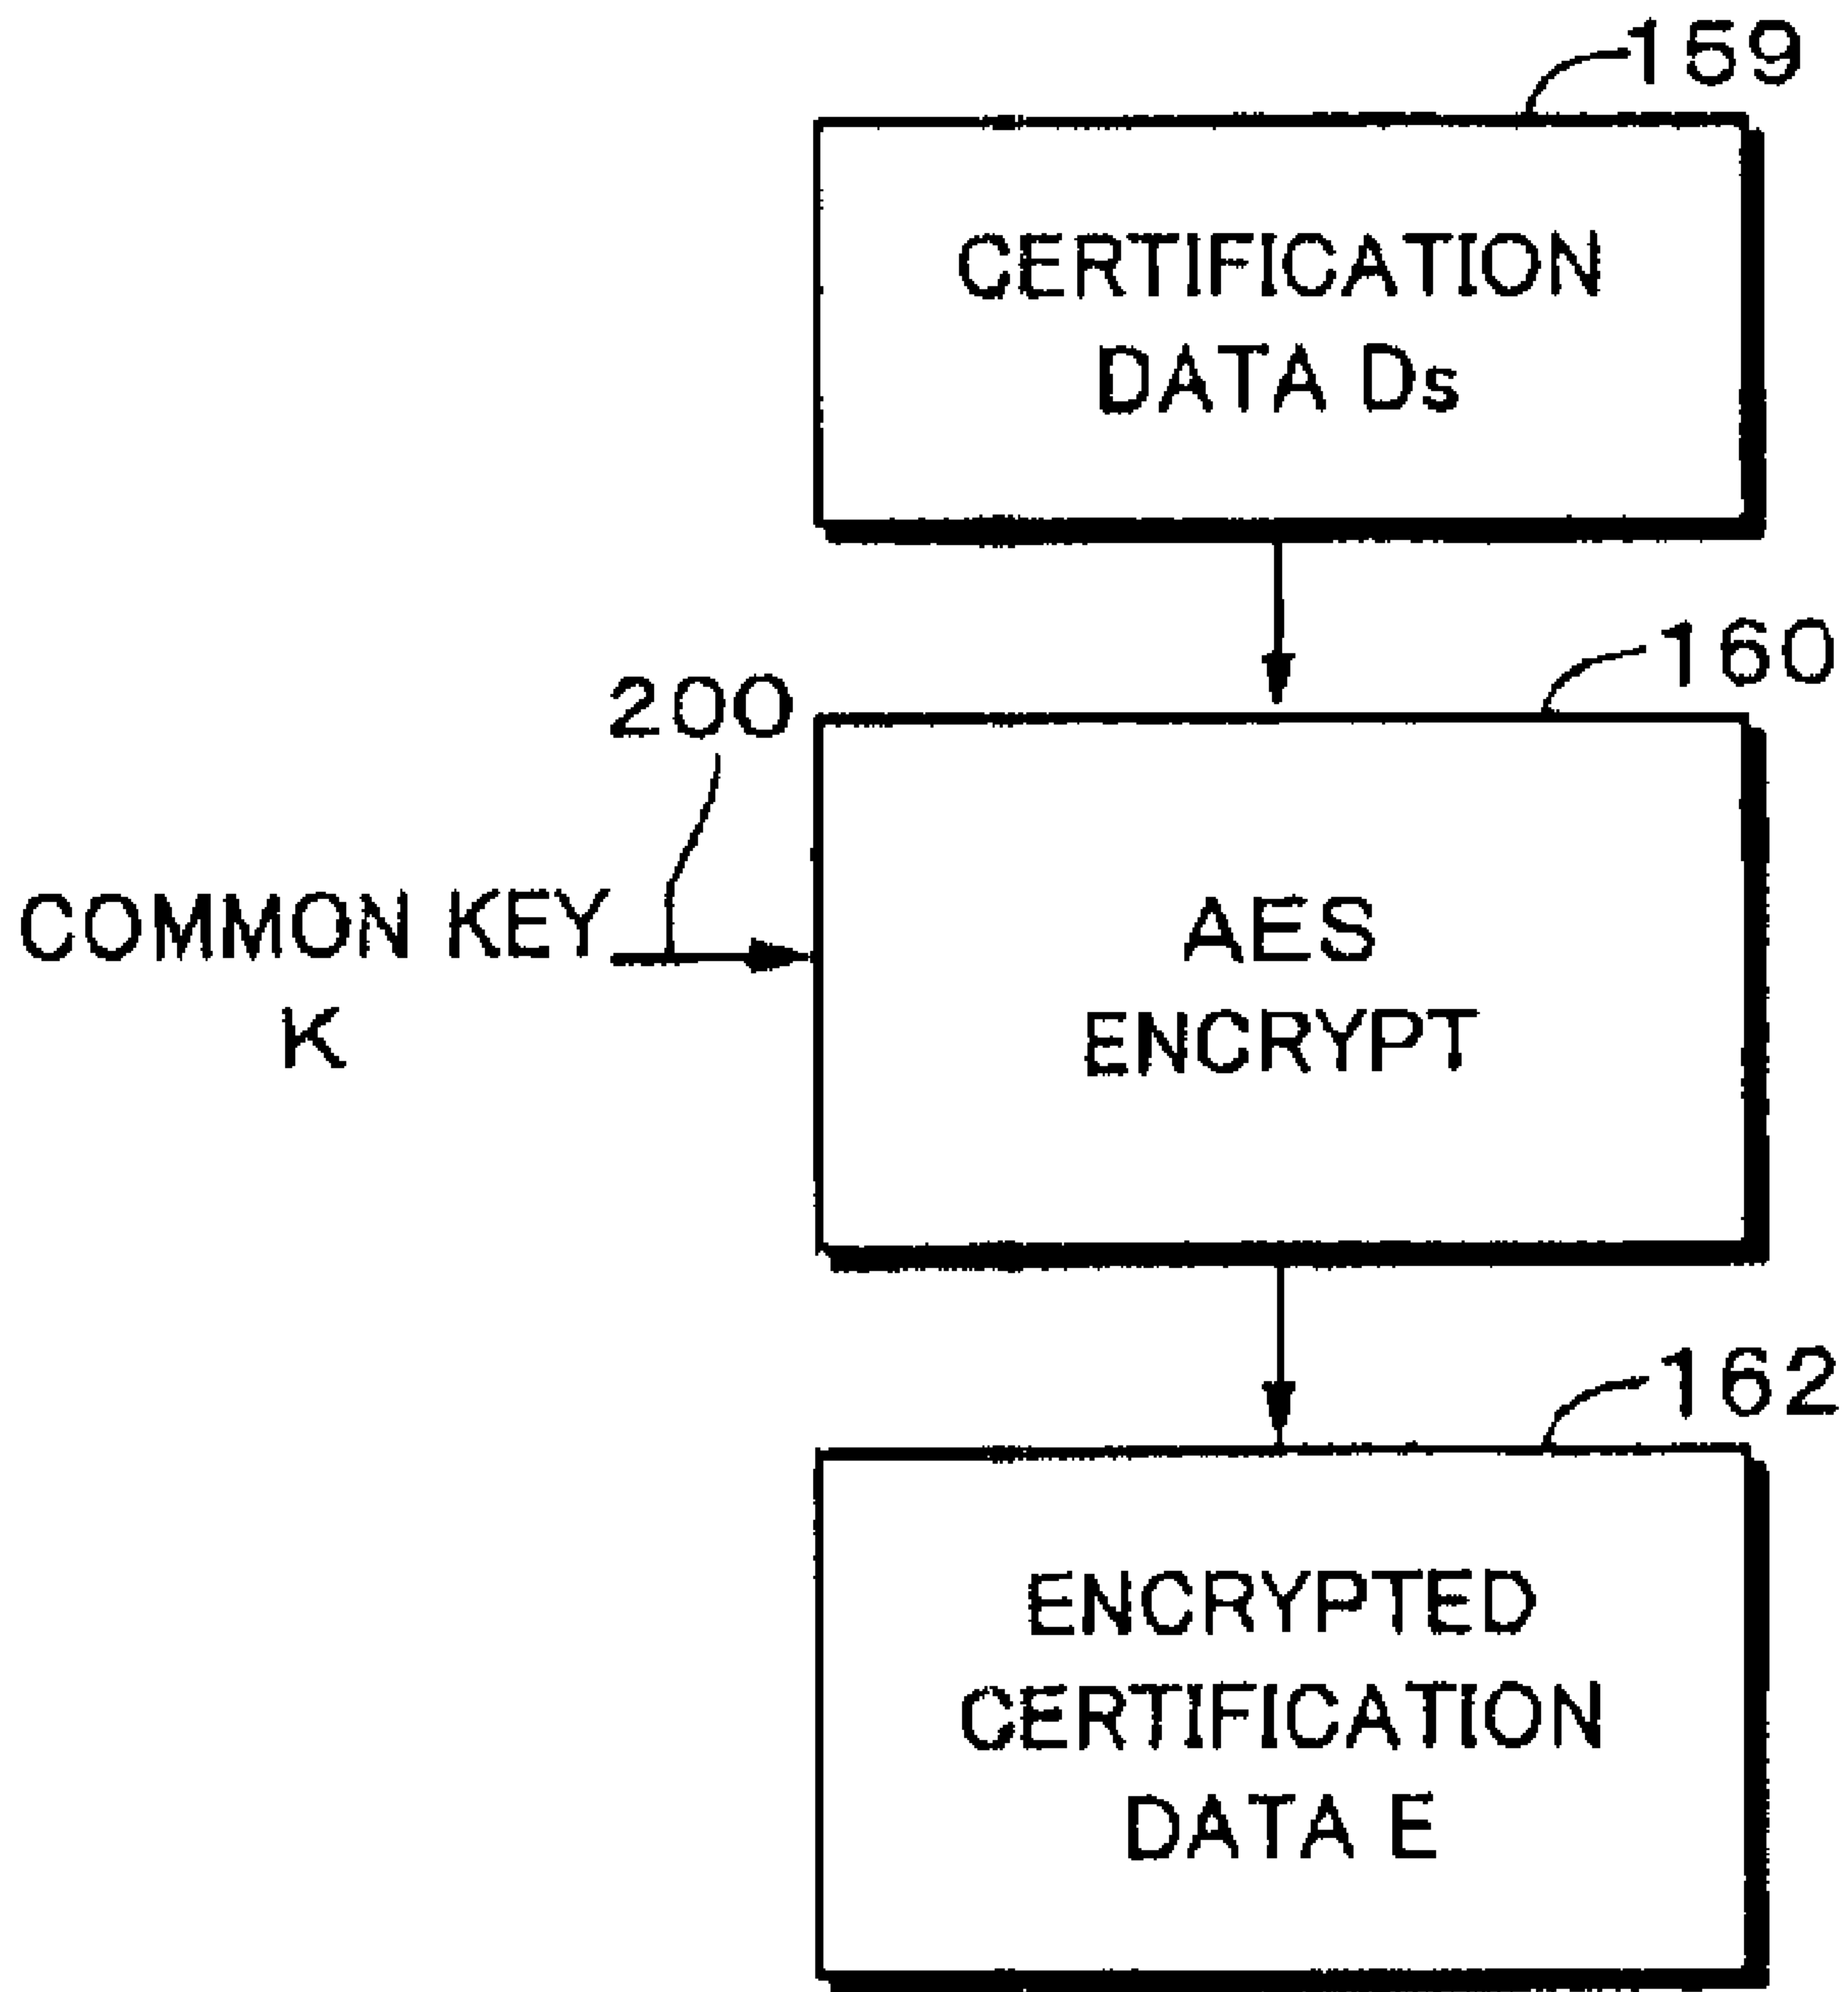 159
CERTIFICATION
DATA Ds
160
200
COMMON KEY
K
AES
ENCRYPT
162
ENCRYPTED
CERTIFICATION
DATA E